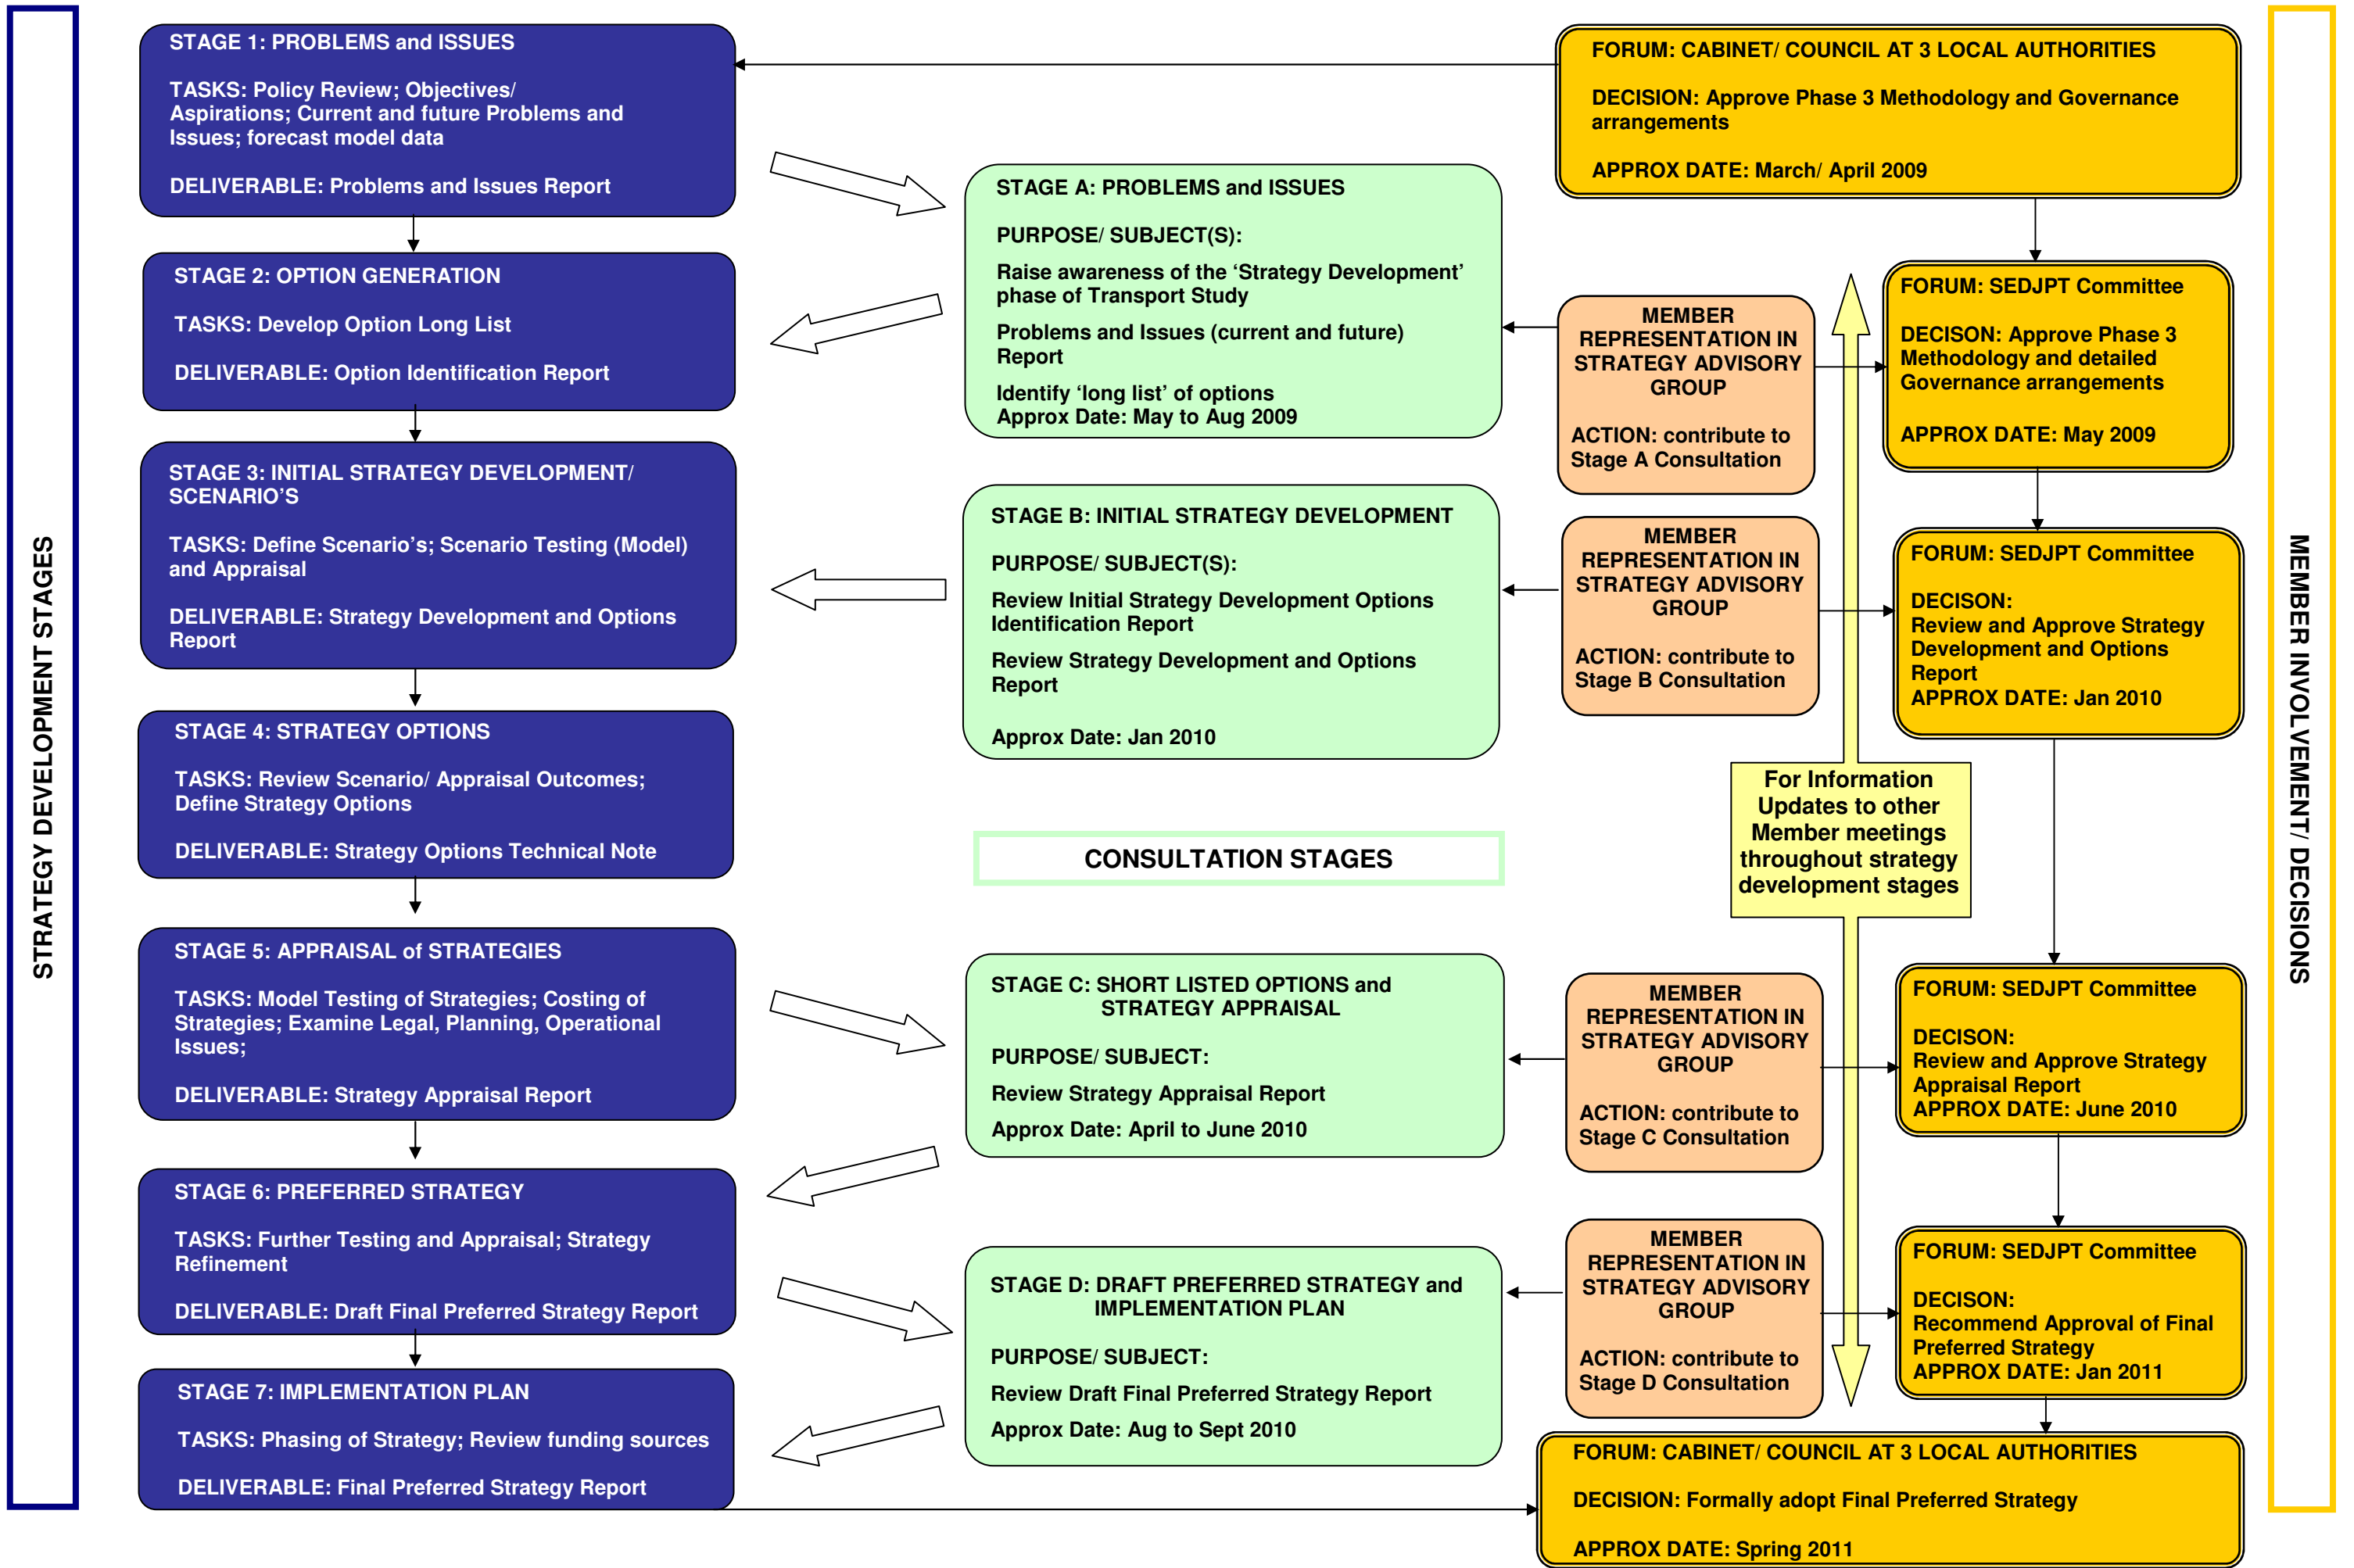 STRATEGY DEVELOPMENT STAGES
STAGE 1: PROBLEMS and ISSUES
TASKS: Policy Review; Objectives/
Aspirations; Current and future Problems and
Issues; forecast model data
DELIVERABLE: Problems and Issues Report
STAGE 2: OPTION GENERATION
TASKS: Develop Option Long List
DELIVERABLE: Option Identification Report
STAGE 3: INITIAL STRATEGY DEVELOPMENT/
SCENARIO'S
TASKS: Define Scenario's; Scenario Testing (Model)
and Appraisal
DELIVERABLE: Strategy Development and Options
Report
STAGE 4: STRATEGY OPTIONS
TASKS: Review Scenario/ Appraisal Outcomes;
Define Strategy Options
DELIVERABLE: Strategy Options Technical Note
STAGE 5: APPRAISAL of STRATEGIES
TASKS: Model Testing of Strategies; Costing of
Strategies; Examine Legal, Planning, Operational
Issues;
DELIVERABLE: Strategy Appraisal Report
STAGE 6: PREFERRED STRATEGY
TASKS: Further Testing and Appraisal; Strategy
Refinement
DELIVERABLE: Draft Final Preferred Strategy Report
STAGE 7: IMPLEMENTATION PLAN
TASKS: Phasing of Strategy; Review funding sources
DELIVERABLE: Final Preferred Strategy Report
STAGE A: PROBLEMS and ISSUES
PURPOSE/ SUBJECT(S):
Raise awareness of the ‘Strategy Development’
phase of Transport Study
Problems and Issues (current and future)
Report
Identify ‘long list’ of options
Approx Date: May to Aug 2009
STAGE B: INITIAL STRATEGY DEVELOPMENT
PURPOSE/ SUBJECT(S):
Review Initial Strategy Development Options
Identification Report
Review Strategy Development and Options
Report
Approx Date: Jan 2010
CONSULTATION STAGES
STAGE C: SHORT LISTED OPTIONS and
STRATEGY APPRAISAL
PURPOSE/ SUBJECT:
Review Strategy Appraisal Report
Approx Date: April to June 2010
STAGE D: DRAFT PREFERRED STRATEGY and
IMPLEMENTATION PLAN
PURPOSE/ SUBJECT:
Review Draft Final Preferred Strategy Report
Approx Date: Aug to Sept 2010
MEMBER
REPRESENTATION IN
STRATEGY ADVISORY
GROUP
ACTION: contribute to
Stage A Consultation
MEMBER
REPRESENTATION IN
STRATEGY ADVISORY
GROUP
ACTION: contribute to
Stage B Consultation
MEMBER
REPRESENTATION IN
STRATEGY ADVISORY
GROUP
ACTION: contribute to
Stage C Consultation
MEMBER
REPRESENTATION IN
STRATEGY ADVISORY
GROUP
ACTION: contribute to
Stage D Consultation
For Information
Updates to other
Member meetings
throughout strategy
development stages
FORUM: CABINET/ COUNCIL AT 3 LOCAL AUTHORITIES
DECISION: Approve Phase 3 Methodology and Governance
arrangements
APPROX DATE: March/ April 2009
FORUM: SEDJPT Committee
DECISON: Approve Phase 3
Methodology and detailed
Governance arrangements
APPROX DATE: May 2009
FORUM: SEDJPT Committee
DECISON:
Review and Approve Strategy
Development and Options
Report
APPROX DATE: Jan 2010
FORUM: SEDJPT Committee
DECISON:
Review and Approve Strategy
Appraisal Report
APPROX DATE: June 2010
FORUM: SEDJPT Committee
DECISON:
Recommend Approval of Final
Preferred Strategy
APPROX DATE: Jan 2011
FORUM: CABINET/ COUNCIL AT 3 LOCAL AUTHORITIES
DECISION: Formally adopt Final Preferred Strategy
APPROX DATE: Spring 2011
MEMBER INVOLVEMENT/ DECISIONS